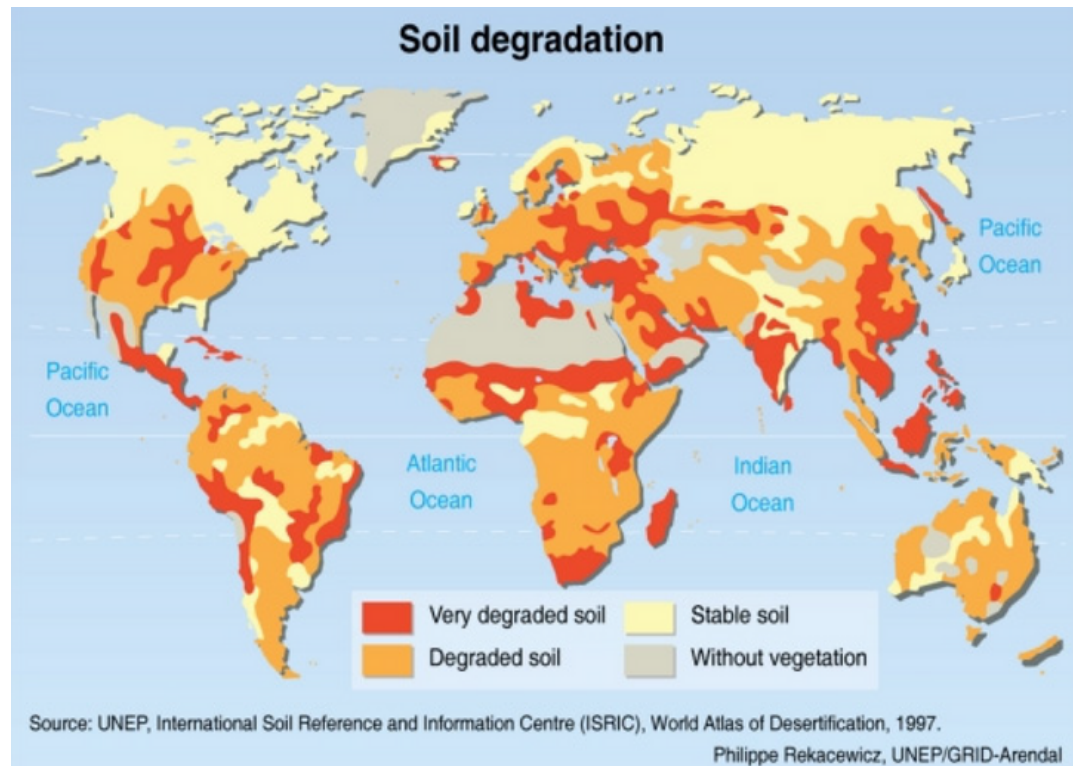 Soil degradation
Pacific
Ocean
Pacific
Ocean
Atlantic
Ocean
Indian
Ocean
Very degraded soil
Stable soil
Degraded soil
Without vegetation
Source: UNEP, International Soil Reference and Information Centre (ISRIC), World Atlas of Desertification, 1997.
Philippe Rekacewicz, UNEP/GRID-Arendal